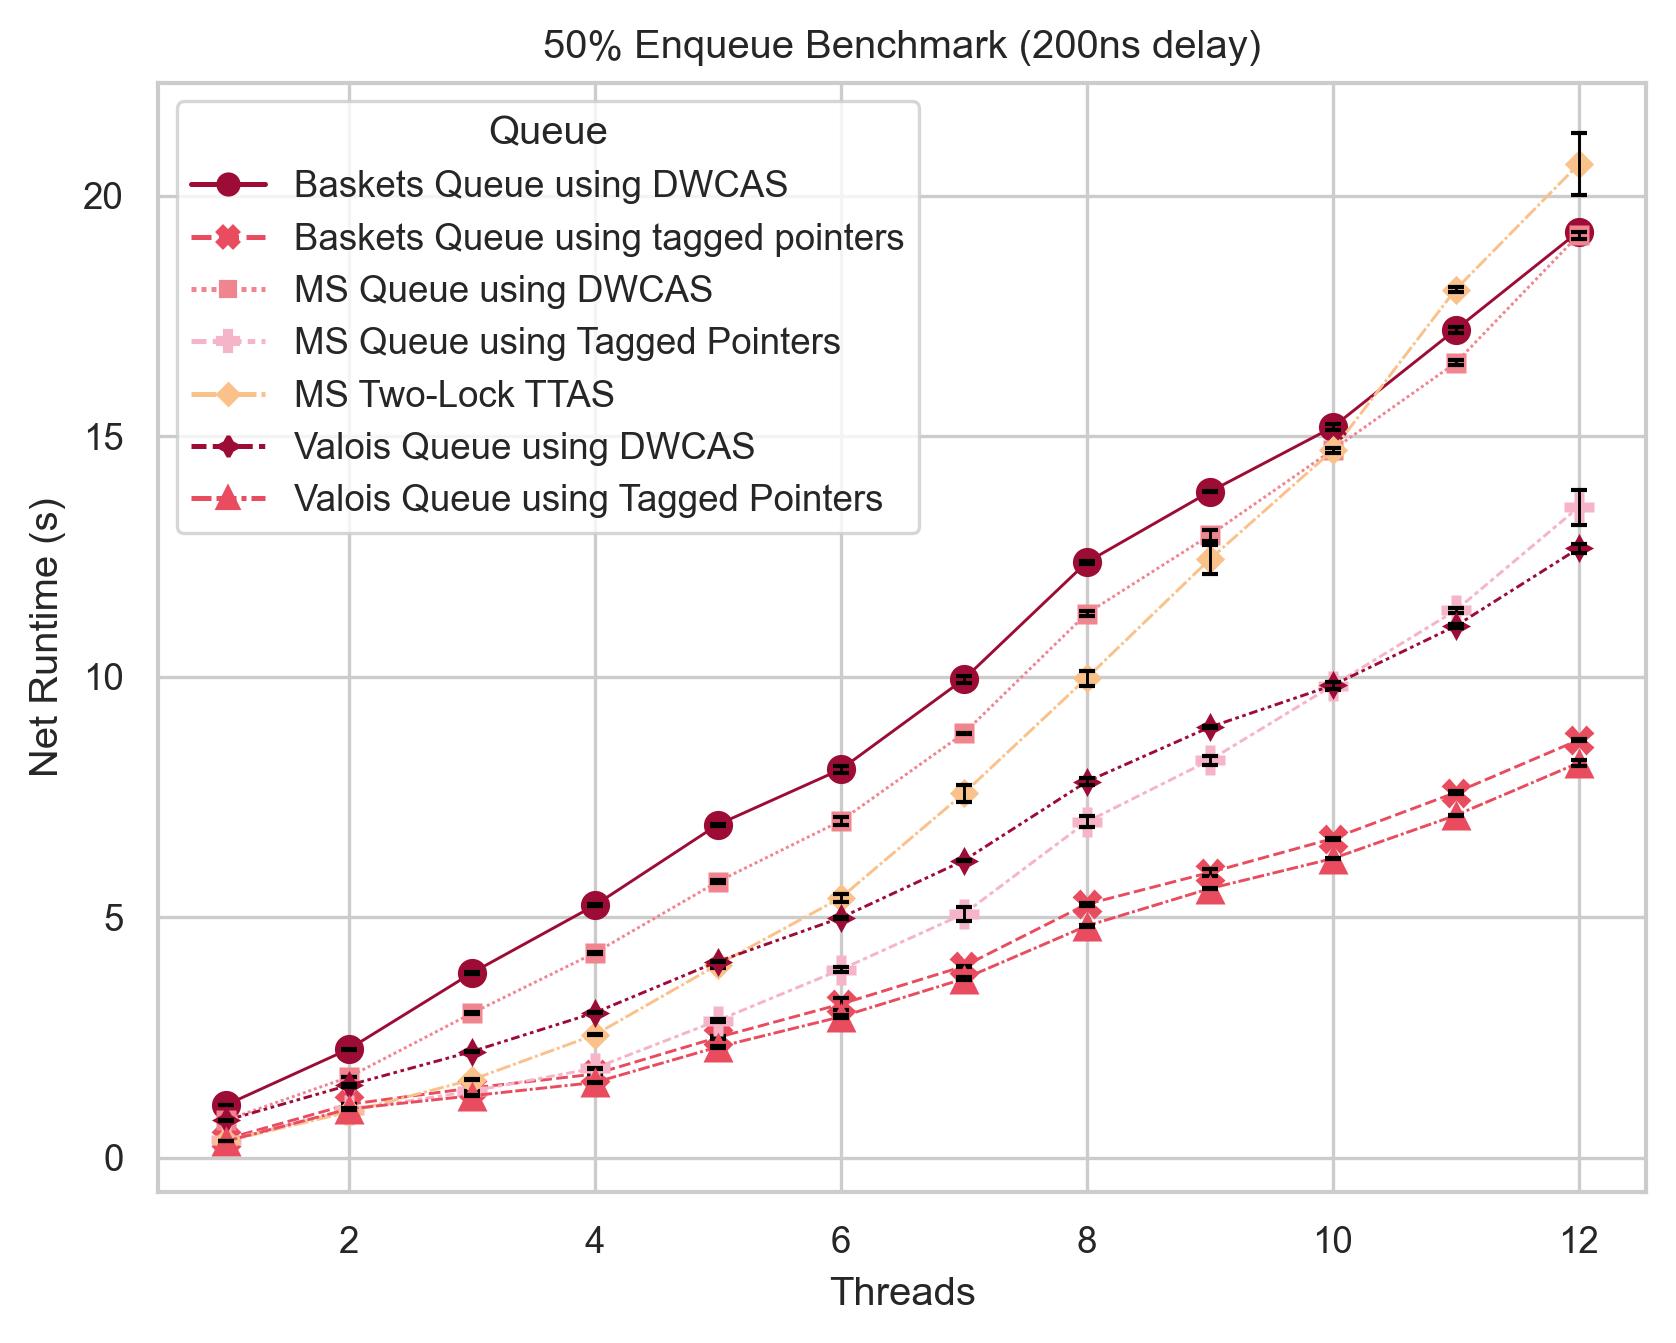 50% Enqueue Benchmark (200ns delay)
Queue
Baskets Queue using DWCAS
Baskets Queue using tagged pointers
MS Queue using DWCAS
MS Queue using Tagged Pointers
MS Two-Lock TTAS
Valois Queue using DWCAS
Valois Queue using Tagged Pointers
Net Runtime (s)
20
15
10
5
0
2 4 6 8 10 12
Threads